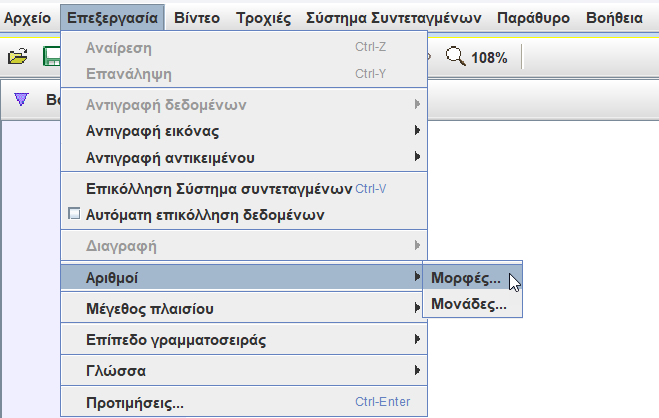 Αρχείο Επεξεργασία Βίντεο Τροχιές Σύστημα Συντεταγμένων Παράθυρο Βοήθεια
Αναίρεση Ctrl-Z
108%
Επανάληψη Ctrl-Y
Αντιγραφή δεδομένων
Αντιγραφή εικόνας
Αντιγραφή αντικειμένου
Επικόλληση Σύστημα συντεταγμένων Ctrl-V
Αυτόματη επικόλληση δεδομένων
Διαγραφή
Αριθμοί
Μορφές...
Μονάδες...
Μέγεθος πλαισίου
Επίπεδο γραμματοσειράς
Γλώσσα
Προτιμήσεις... Ctrl-Enter